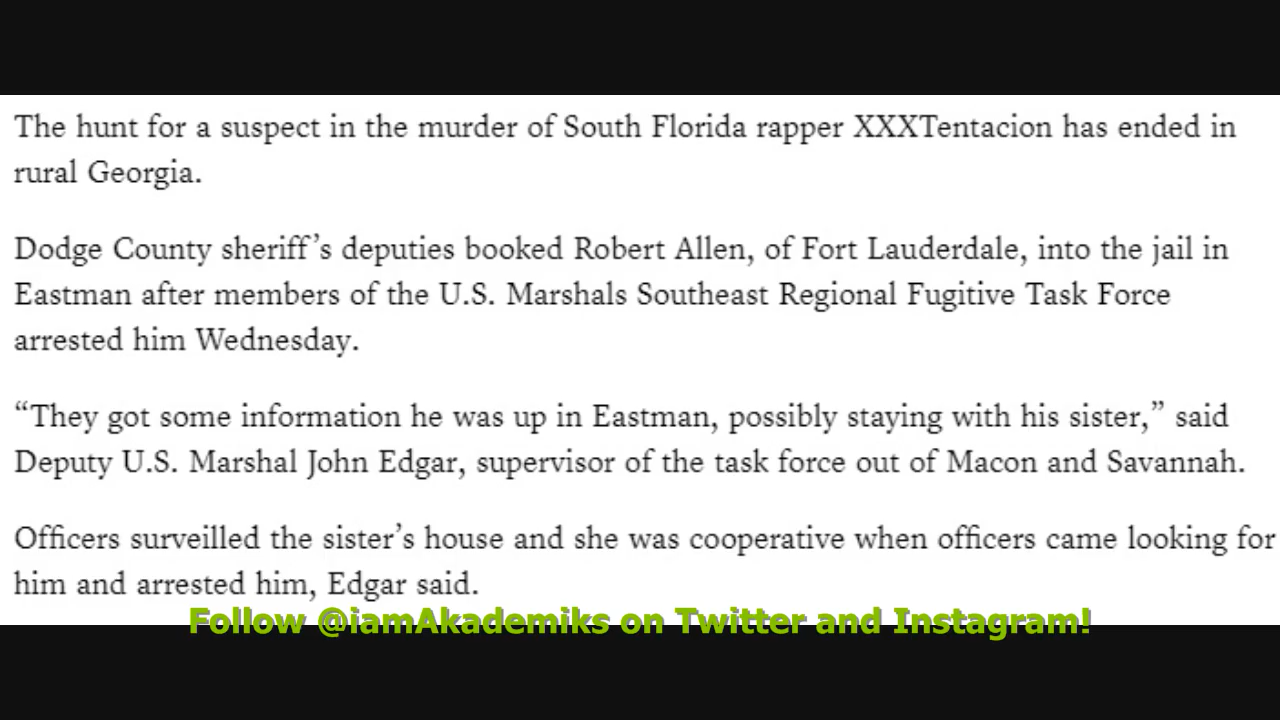 The hunt for a suspect in the murder of South Florida rapper XXXTentacion has ended in
rural Georgia.
Dodge County sheriff’s deputies booked Robert Allen, of Fort Lauderdale, into the jail in
Eastman after members of the U.S. Marshals Southeast Regional Fugitive Task Force
arrested him Wednesday.
“They got some information he was up in Eastman, possibly staying with his sister,” said
Deputy U.S. Marshal John Edgar, supervisor of the task force out of Macon and Savannah.
Officers surveilled the sister’s house and she was cooperative when officers came looking for
him and arrested him, Edgar said.
Follow @iamAkademiks on Twitter and Instagram!